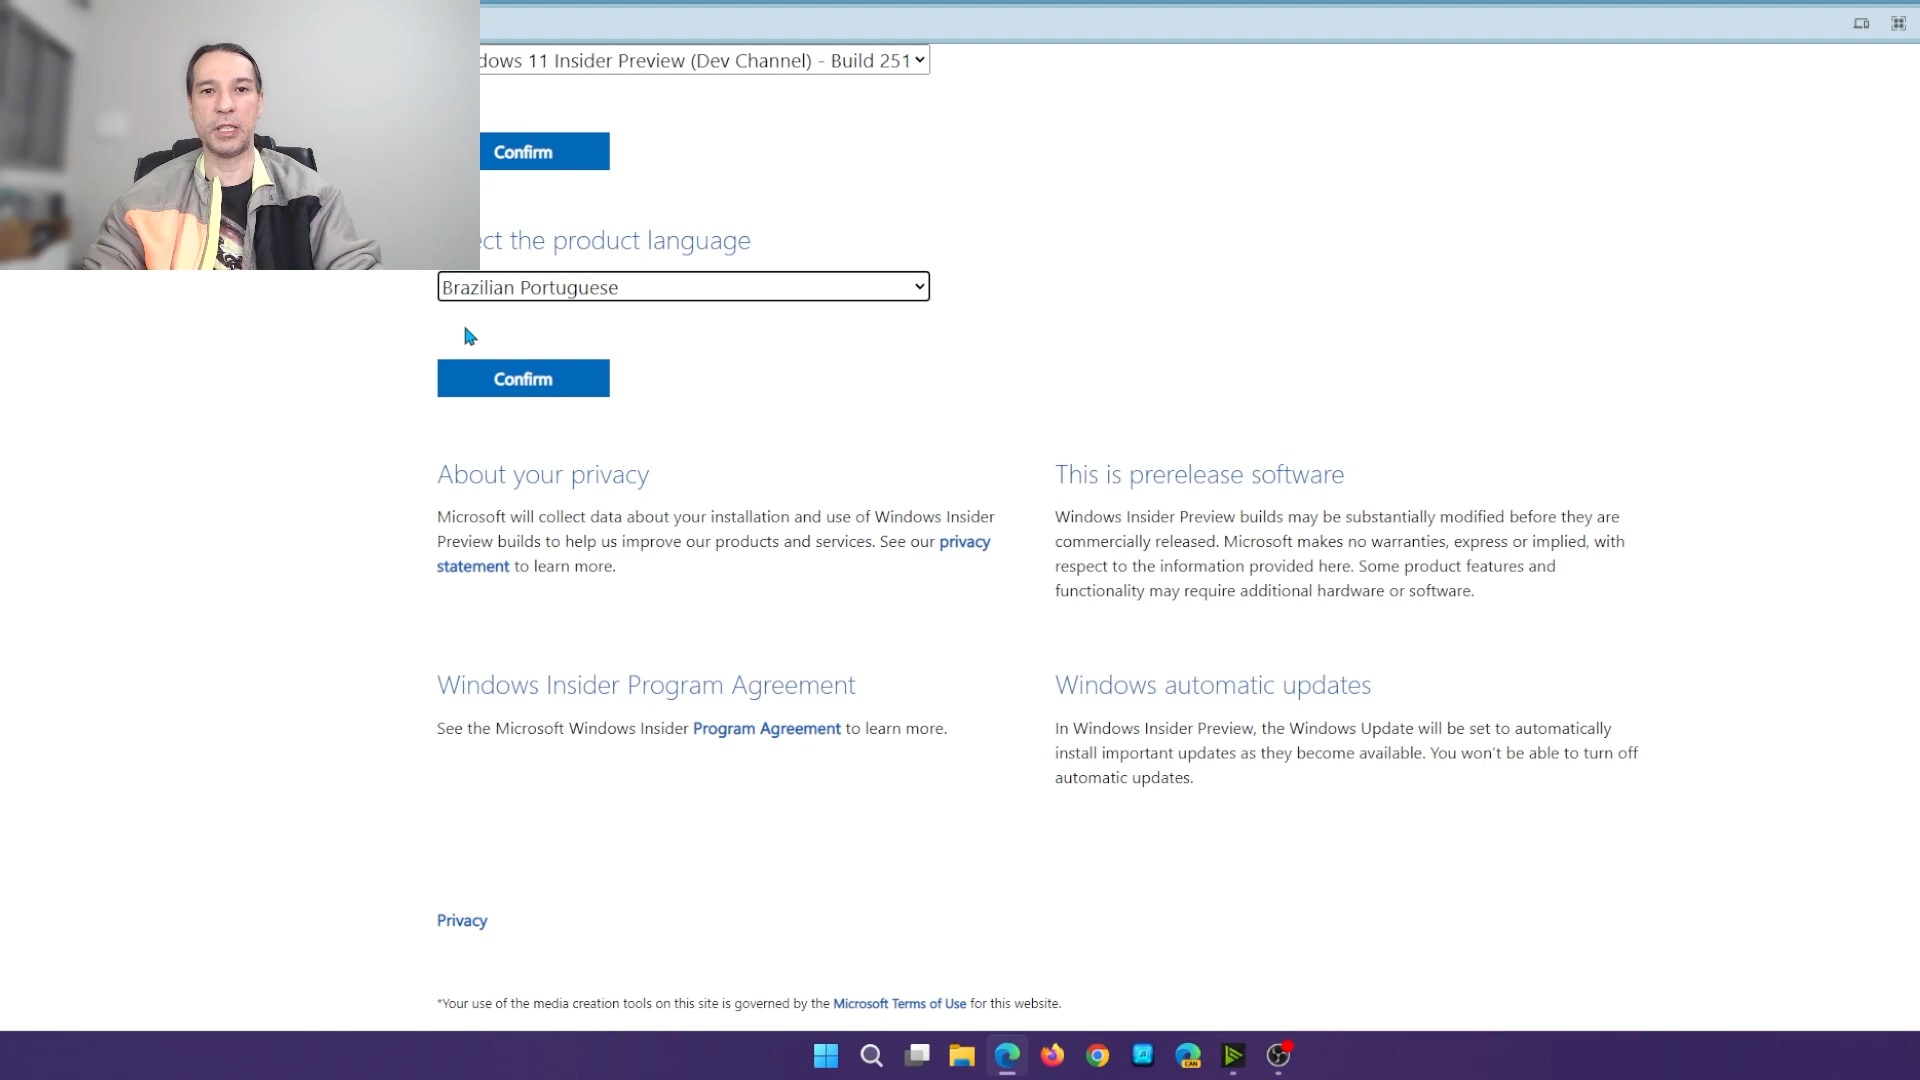 dows 11 Insider Preview (Dev Channel) - Build 251
Confirm
ect the product language
Brazilian Portuguese
Confirm
About your privacy
Microsoft will collect data about your installation and use of Windows Insider
Preview builds to help us improve our products and services. See our privacy
statement to learn more.
This is prerelease software
Windows Insider Preview builds may be substantially modified before they are
commercially released. Microsoft makes no warranties, express or implied, with
respect to the information provided here. Some product features and
functionality may require additional hardware or software.
Windows Insider Program Agreement
See the Microsoft Windows Insider Program Agreement to learn more.
Windows automatic updates
In Windows Insider Preview, the Windows Update will be set to automatically
install important updates as they become available. You won't be able to turn off
automatic updates.
Privacy
*Your use of the media creation tools on this site is governed by the Microsoft Terms of Use for this website.
CAN